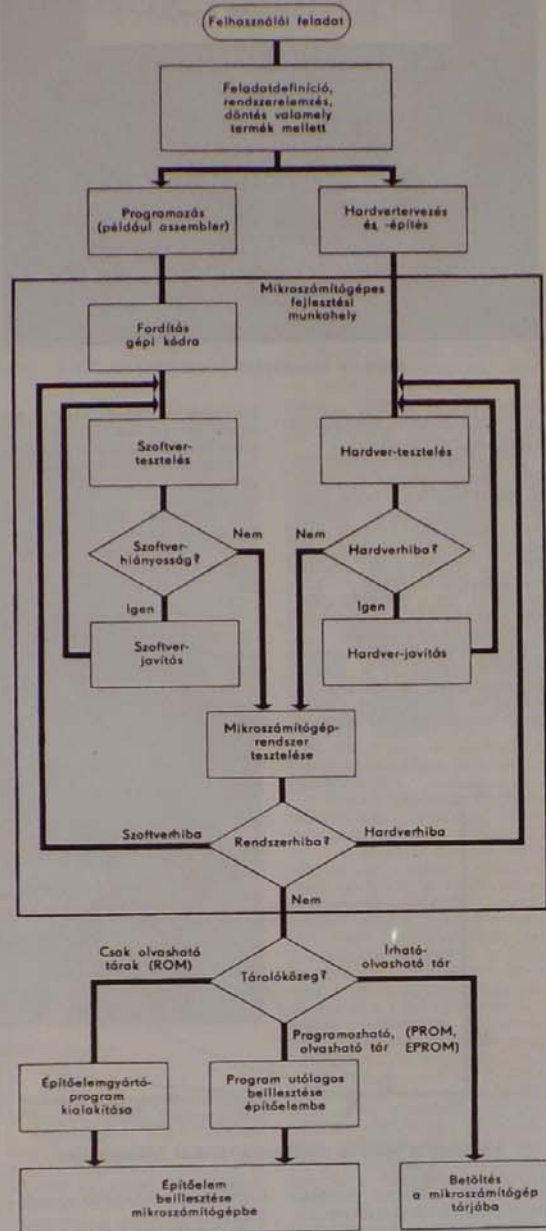 Felhasználói feladat
Feladatdefiníció,
rendszerelemzés,
döntés valamely
termék mellett
Programozás
(például assembler)
Hardvertervezés
és, -építés
Mikroszámítógépes
fejlesztési
munkahely
Fordítás
gépi kódra
Szoftver-
tesztelés
Hardver-tesztelés
Szoftver-
hiányosság?
Nem
Nem
Hardverhiba?
Igen
Igen
Szoftver-
javítás
Hardver-javítás
Mikroszámítógép-
rendszer
tesztelése
Szoftverhiba
Rendszerhiba?
Hardverhiba
Nem
Csak olvasható
tárak (ROM)
Tárolóközeg?
Irható-
olvasható tár
Programozható, (PROM,
olvasható tár EPROM)
Építőelemgyártó-
program
kialakítása
Program utólagos
beillesztése
építőelembe
Építőelem
beillesztése
mikroszámítógépbe
Betöltés
a mikroszámítógép
tárjába